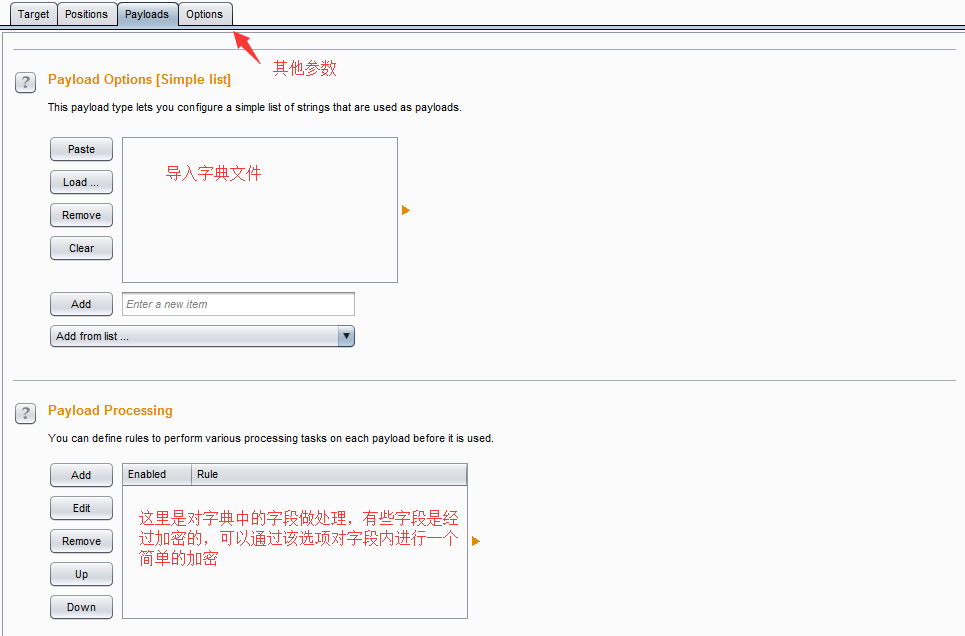 Target Positions Payloads Options
其他参数
? Payload Options [Simple list]
This payload type lets you configure a simple list of strings that are used as payloads.
Paste
导入字典文件
Load ...
Remove
Clear
Add Enter a new item
Add from list ...
? Payload Processing
You can define rules to perform various processing tasks on each payload before it is used.
Add Enabled Rule
Edit
这里是对字典中的字段做处理，有些字段是经
过加密的，可以通过该选项对字段内进行一个
简单的加密
Remove
Up
Down